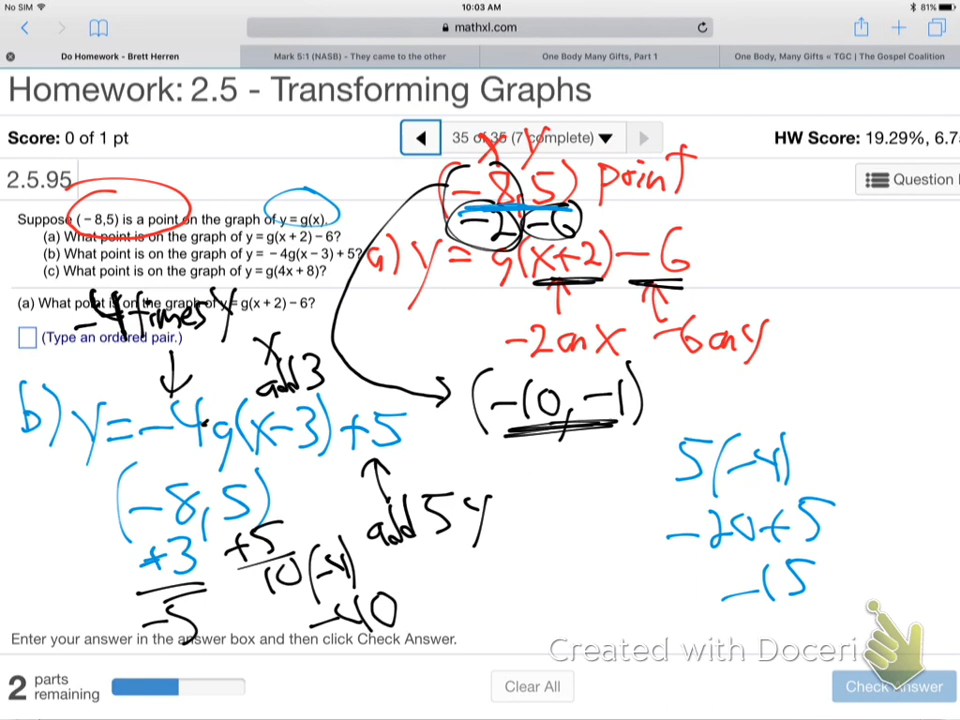 No SIM 10:03 AM 81%
mathxl.com
Do Homework - Brett Herren
Mark 5:1 (NASB) - They came to the other
One Body Many Gifts, Part 1
One Body, Many Gifts « TGC | The Gospel Coalition
Homework: 2.5 - Transforming Graphs
Score: 0 of 1 pt
35 of 35 (7 complete)
HW Score: 19.29%, 6.7
2.5.95
Question
x y
(-8,5) point
-2 -6
Suppose (-8,5) is a point on the graph of y=g(x).
(a) What point is on the graph of y=g(x+2)-6?
(b) What point is on the graph of y=-4g(x-3)+5?
(c) What point is on the graph of y=g(4x+8)?
a) y= g(x+2)-6
-2 on x -6 on y
(-10,-1)
(a) What point is on the graph of y=g(x+2)-6?
(Type an ordered pair.)
-4 times y
x
add 3
b) y=-4g(x-3)+5
(-8,5)
+3 +5
-5 10(-4)
-40
add 5 y
5(-4)
-20+5
-15
Enter your answer in the answer box and then click Check Answer.
Created with Doceri
2 parts remaining
Clear All
Check Answer